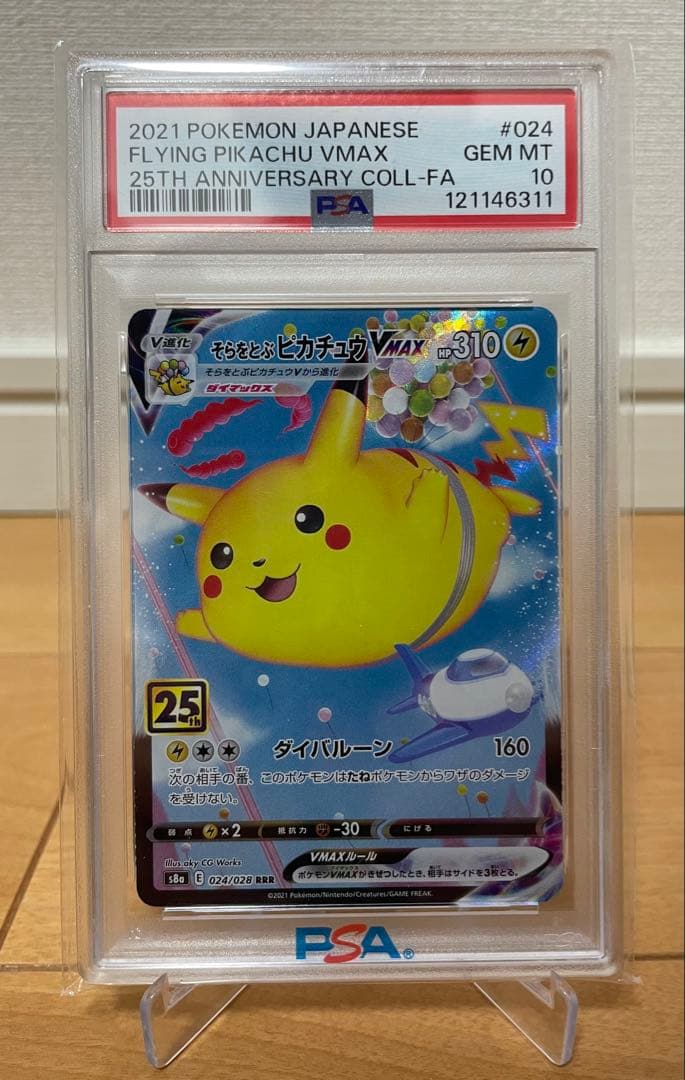 2021 POKEMON JAPANESE #024
FLYING PIKACHU VMAX GEM MT
25TH ANNIVERSARY COLL-FA 10
PSA 121146311
V進化 そらをとぶピカチュウVMAX HP310
そらをとぶピカチュウVから進化
ダイマックス
25th
ダイバルーン 160
次の相手の番、このポケモンはたねポケモンからワザのダメージ
を受けない。
弱点 ×2 抵抗力 -30 にげる
Illus. aky CG Works
VMAXルール
s8a E 024/028 RRR
ポケモンVMAXがきぜつしたとき、相手はサイドを3枚とる。
©2021 Pokémon/Nintendo/Creatures/GAME FREAK.
PSA®